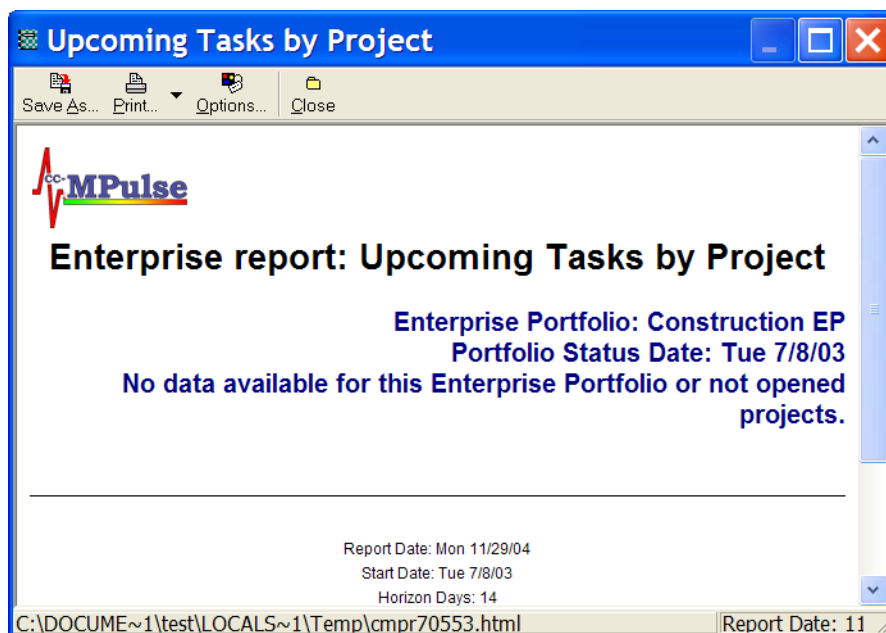 Upcoming Tasks by Project
Save As... Print... Options... Close
cc-MPulse
Enterprise report: Upcoming Tasks by Project
Enterprise Portfolio: Construction EP
Portfolio Status Date: Tue 7/8/03
No data available for this Enterprise Portfolio or not opened
projects.
Report Date: Mon 11/29/04
Start Date: Tue 7/8/03
Horizon Days: 14
C:\DOCUME~1\test\LOCALS~1\Temp\cmpr70553.html Report Date: 11